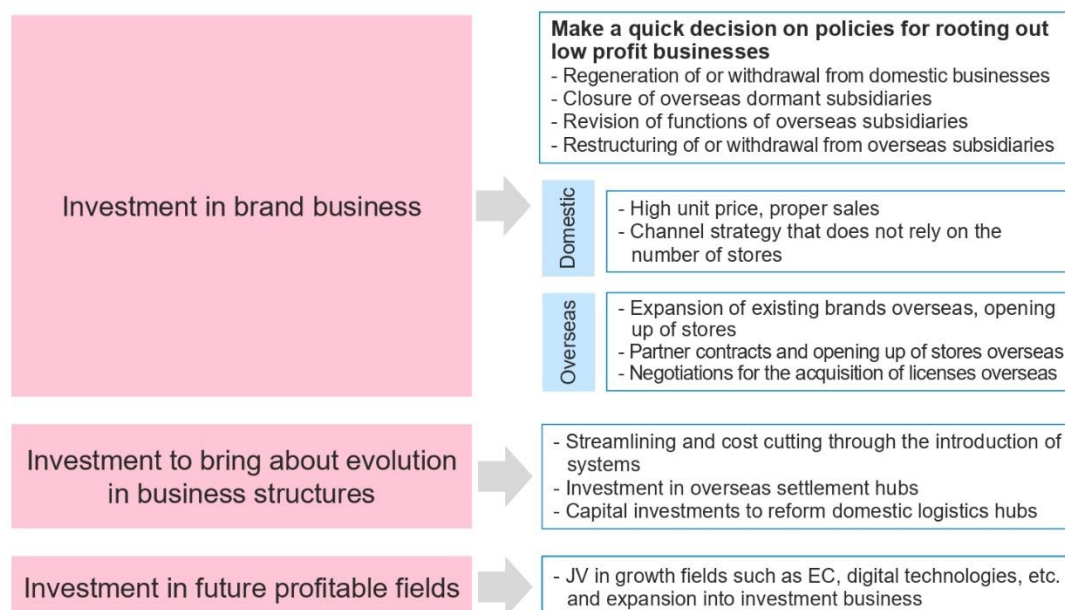 Investment in brand business
Make a quick decision on policies for rooting out
low profit businesses
- Regeneration of or withdrawal from domestic businesses
- Closure of overseas dormant subsidiaries
- Revision of functions of overseas subsidiaries
- Restructuring of or withdrawal from overseas subsidiaries
Domestic
- High unit price, proper sales
- Channel strategy that does not rely on the
number of stores
Overseas
- Expansion of existing brands overseas, opening
up of stores
- Partner contracts and opening up of stores overseas
- Negotiations for the acquisition of licenses overseas
Investment to bring about evolution
in business structures
- Streamlining and cost cutting through the introduction of
systems
- Investment in overseas settlement hubs
- Capital investments to reform domestic logistics hubs
Investment in future profitable fields
- JV in growth fields such as EC, digital technologies, etc.
and expansion into investment business